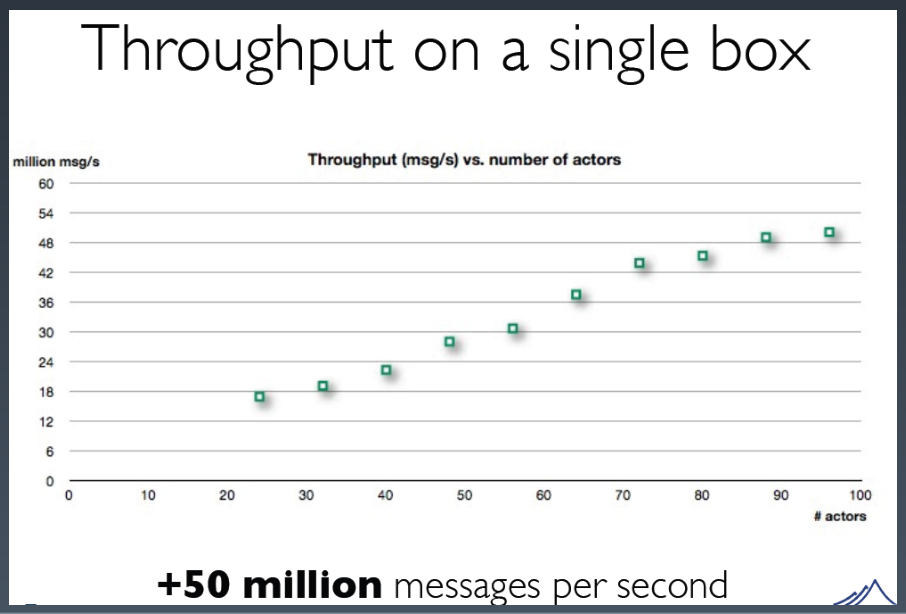 Throughput on a single box
million msg/s
Throughput (msg/s) vs. number of actors
60
54
48
42
36
30
24
18
12
6
0
0 10 20 30 40 50 60 70 80 90 100
# actors
+50 million messages per second